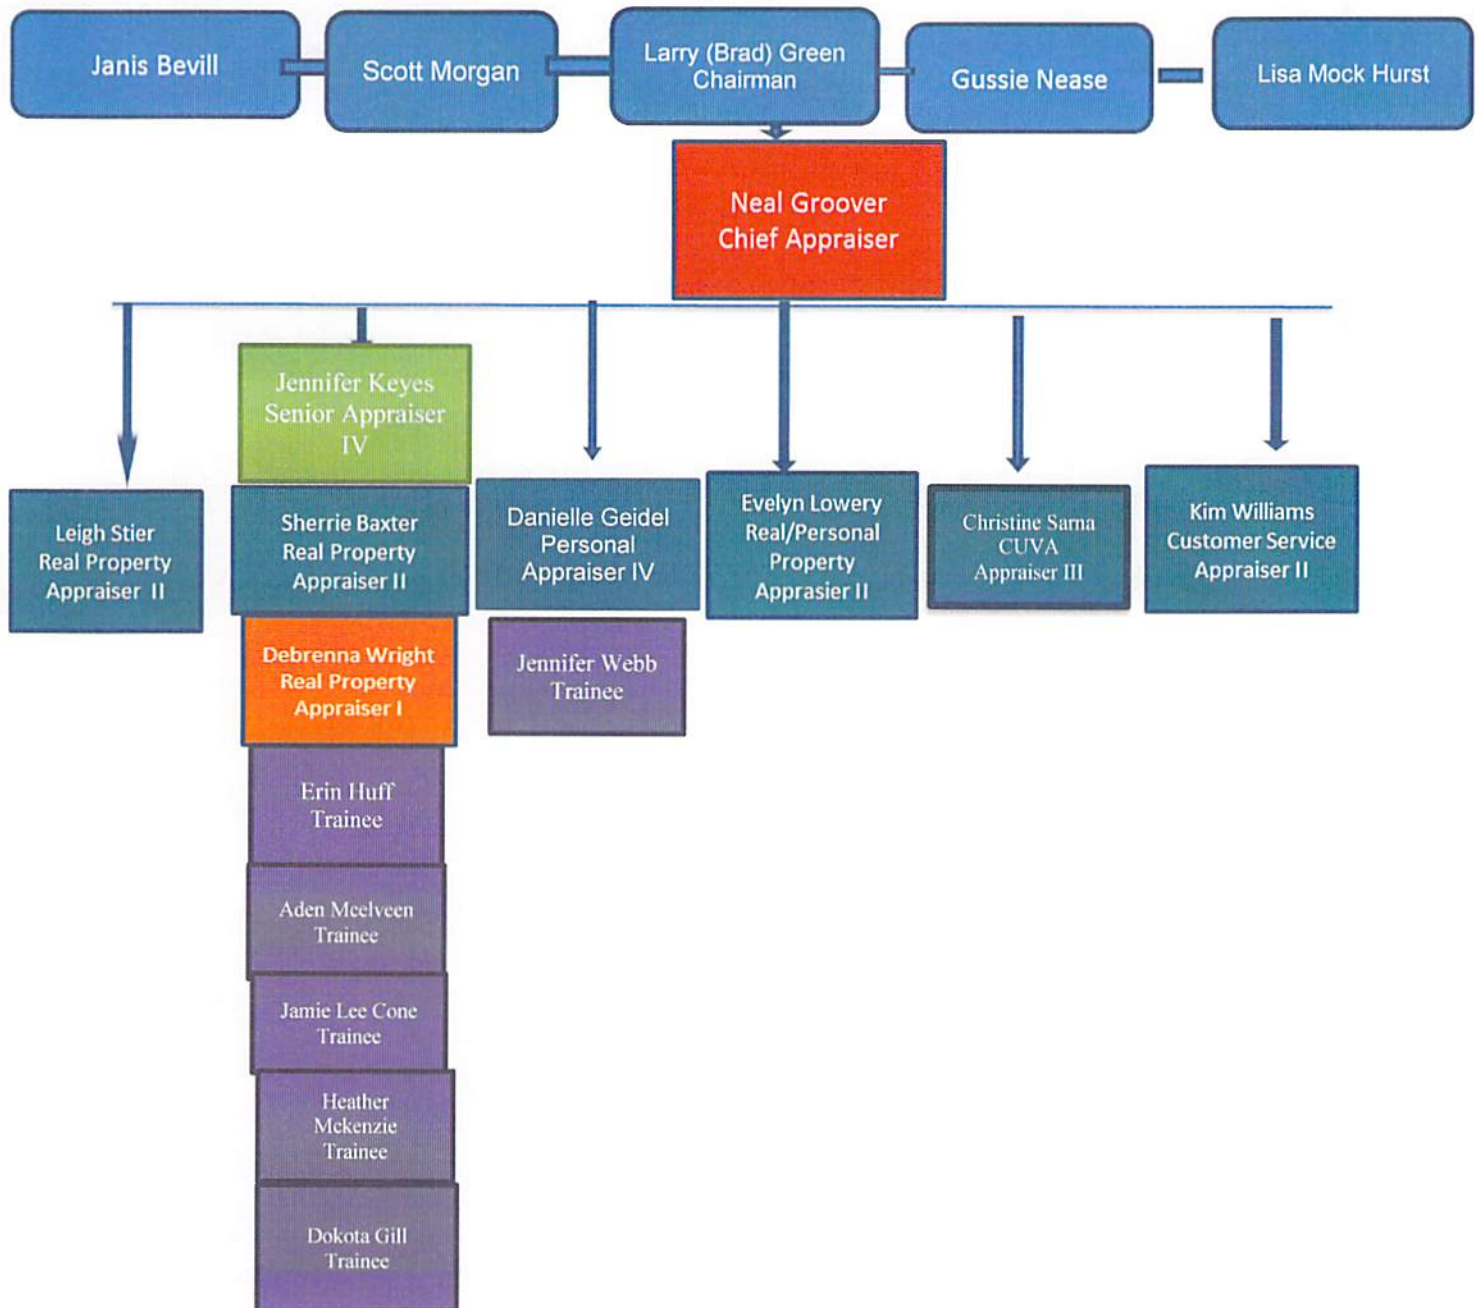 Janis Bevill
Scott Morgan
Larry (Brad) Green
Chairman
Gussie Nease
Lisa Mock Hurst
Neal Groover
Chief Appraiser
Jennifer Keyes
Senior Appraiser
IV
Leigh Stier
Real Property
Appraiser II
Sherrie Baxter
Real Property
Appraiser II
Danielle Geidel
Personal
Appraiser IV
Evelyn Lowery
Real/Personal
Property
Apprasier II
Christine Sarna
CUVA
Appraiser III
Kim Williams
Customer Service
Appraiser II
Debrenna Wright
Real Property
Appraiser I
Jennifer Webb
Trainee
Erin Huff
Trainee
Aden Mcelveen
Trainee
Jamie Lee Cone
Trainee
Heather
Mckenzie
Trainee
Dokota Gill
Trainee